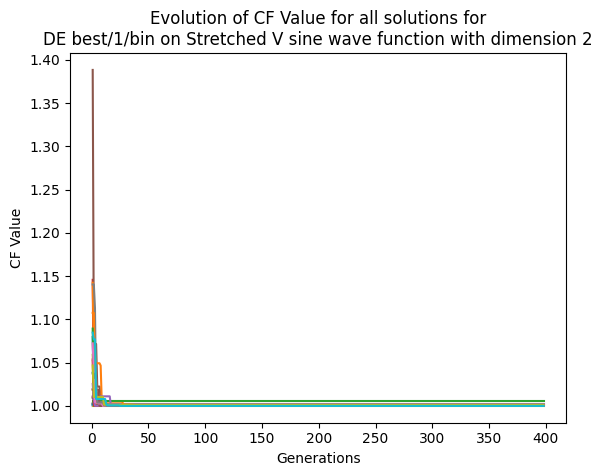 Evolution of CF Value for all solutions for
DE best/1/bin on Stretched V sine wave function with dimension 2
1.40
1.35
1.30
1.25
1.20
1.15
1.10
1.05
1.00
CF Value
0 50 100 150 200 250 300 350 400
Generations